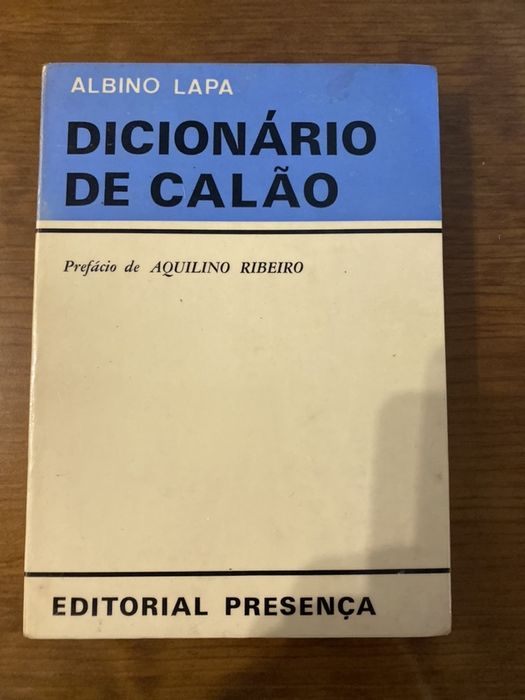 ALBINO LAPA
DICIONÁRIO
DE CALÃO
Prefácio de AQUILINO RIBEIRO
EDITORIAL PRESENÇA